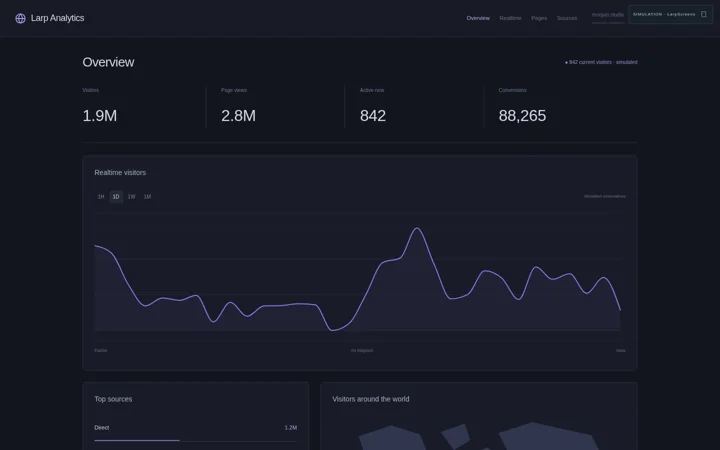 Larp Analytics
Overview
Realtime
Pages
Sources
SIMULATION · LarpScreens
Overview
842 current visitors · simulated
Visitors
Page views
Active now
Conversions
1.9M
2.8M
842
88,265
Realtime visitors
1H
1D
1W
1M
Earlier
Now
Top sources
Visitors around the world
Direct
1.2M